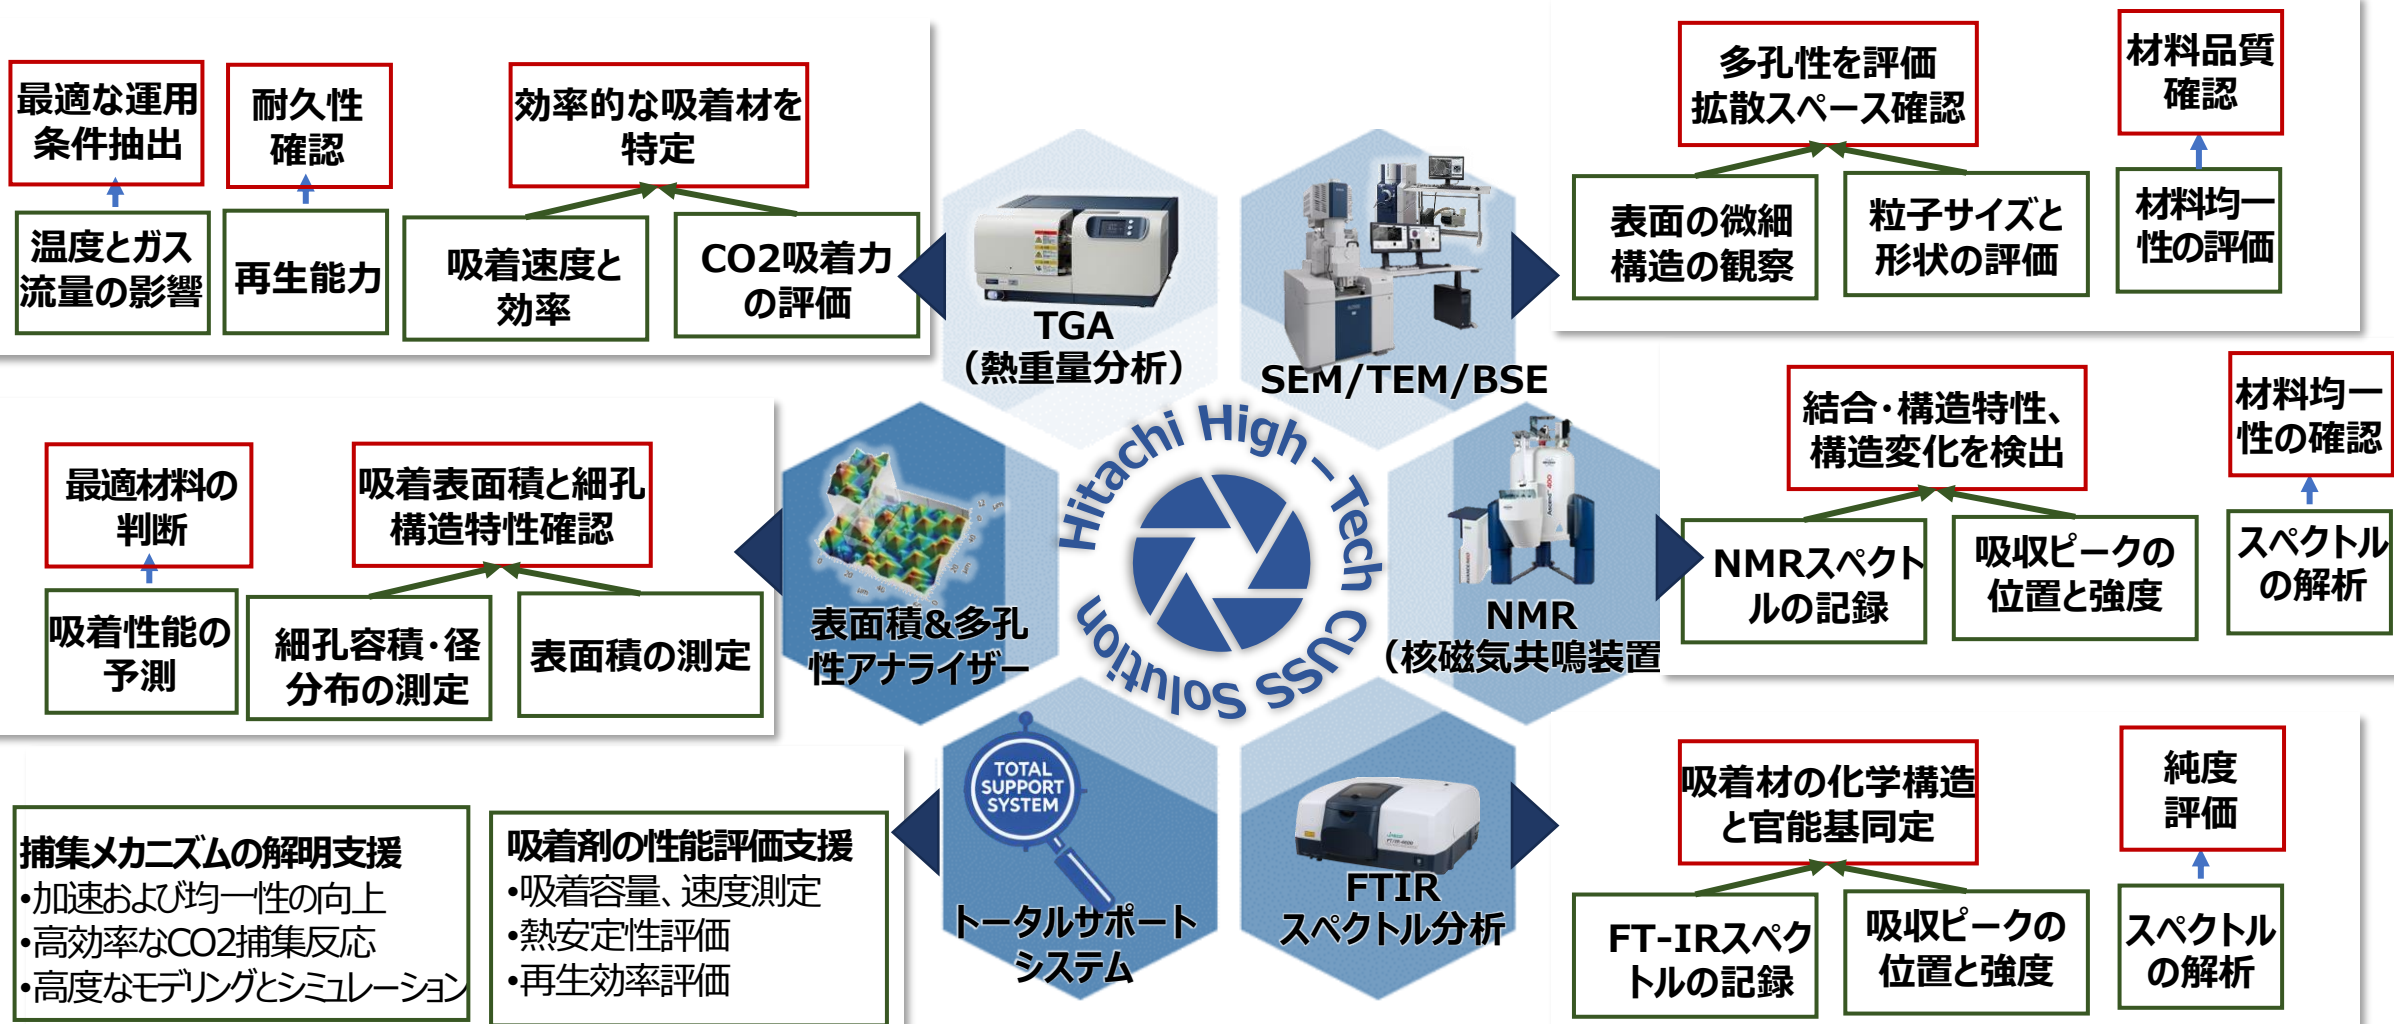 最適な運用
条件抽出
耐久性
確認
効率的な吸着材を
特定
温度とガス
流量の影響
再生能力
吸着速度と
効率
CO2吸着力
の評価
TGA
（熱重量分析）
SEM/TEM/BSE
多孔性を評価
拡散スペース確認
材料品質
確認
表面の微細
構造の観察
粒子サイズと
形状の評価
材料均一
性の評価
最適材料の
判断
吸着表面積と細孔
構造特性確認
吸着性能の
予測
細孔容積・径
分布の測定
表面積の測定
表面積&多孔
性アナライザー
Hitachi High-Tech CUSS Solution
NMR
（核磁気共鳴装置
結合・構造特性、
構造変化を検出
材料均一
性の確認
NMRスペクト
ルの記録
吸収ピークの
位置と強度
スペクトル
の解析
捕集メカニズムの解明支援
•加速および均一性の向上
•高効率なCO2捕集反応
•高度なモデリングとシミュレーション
吸着剤の性能評価支援
•吸着容量、速度測定
•熱安定性評価
•再生効率評価
TOTAL
SUPPORT
SYSTEM
トータルサポート
システム
FTIR
スペクトル分析
吸着材の化学構造
と官能基同定
純度
評価
FT-IRスペク
トルの記録
吸収ピークの
位置と強度
スペクトル
の解析